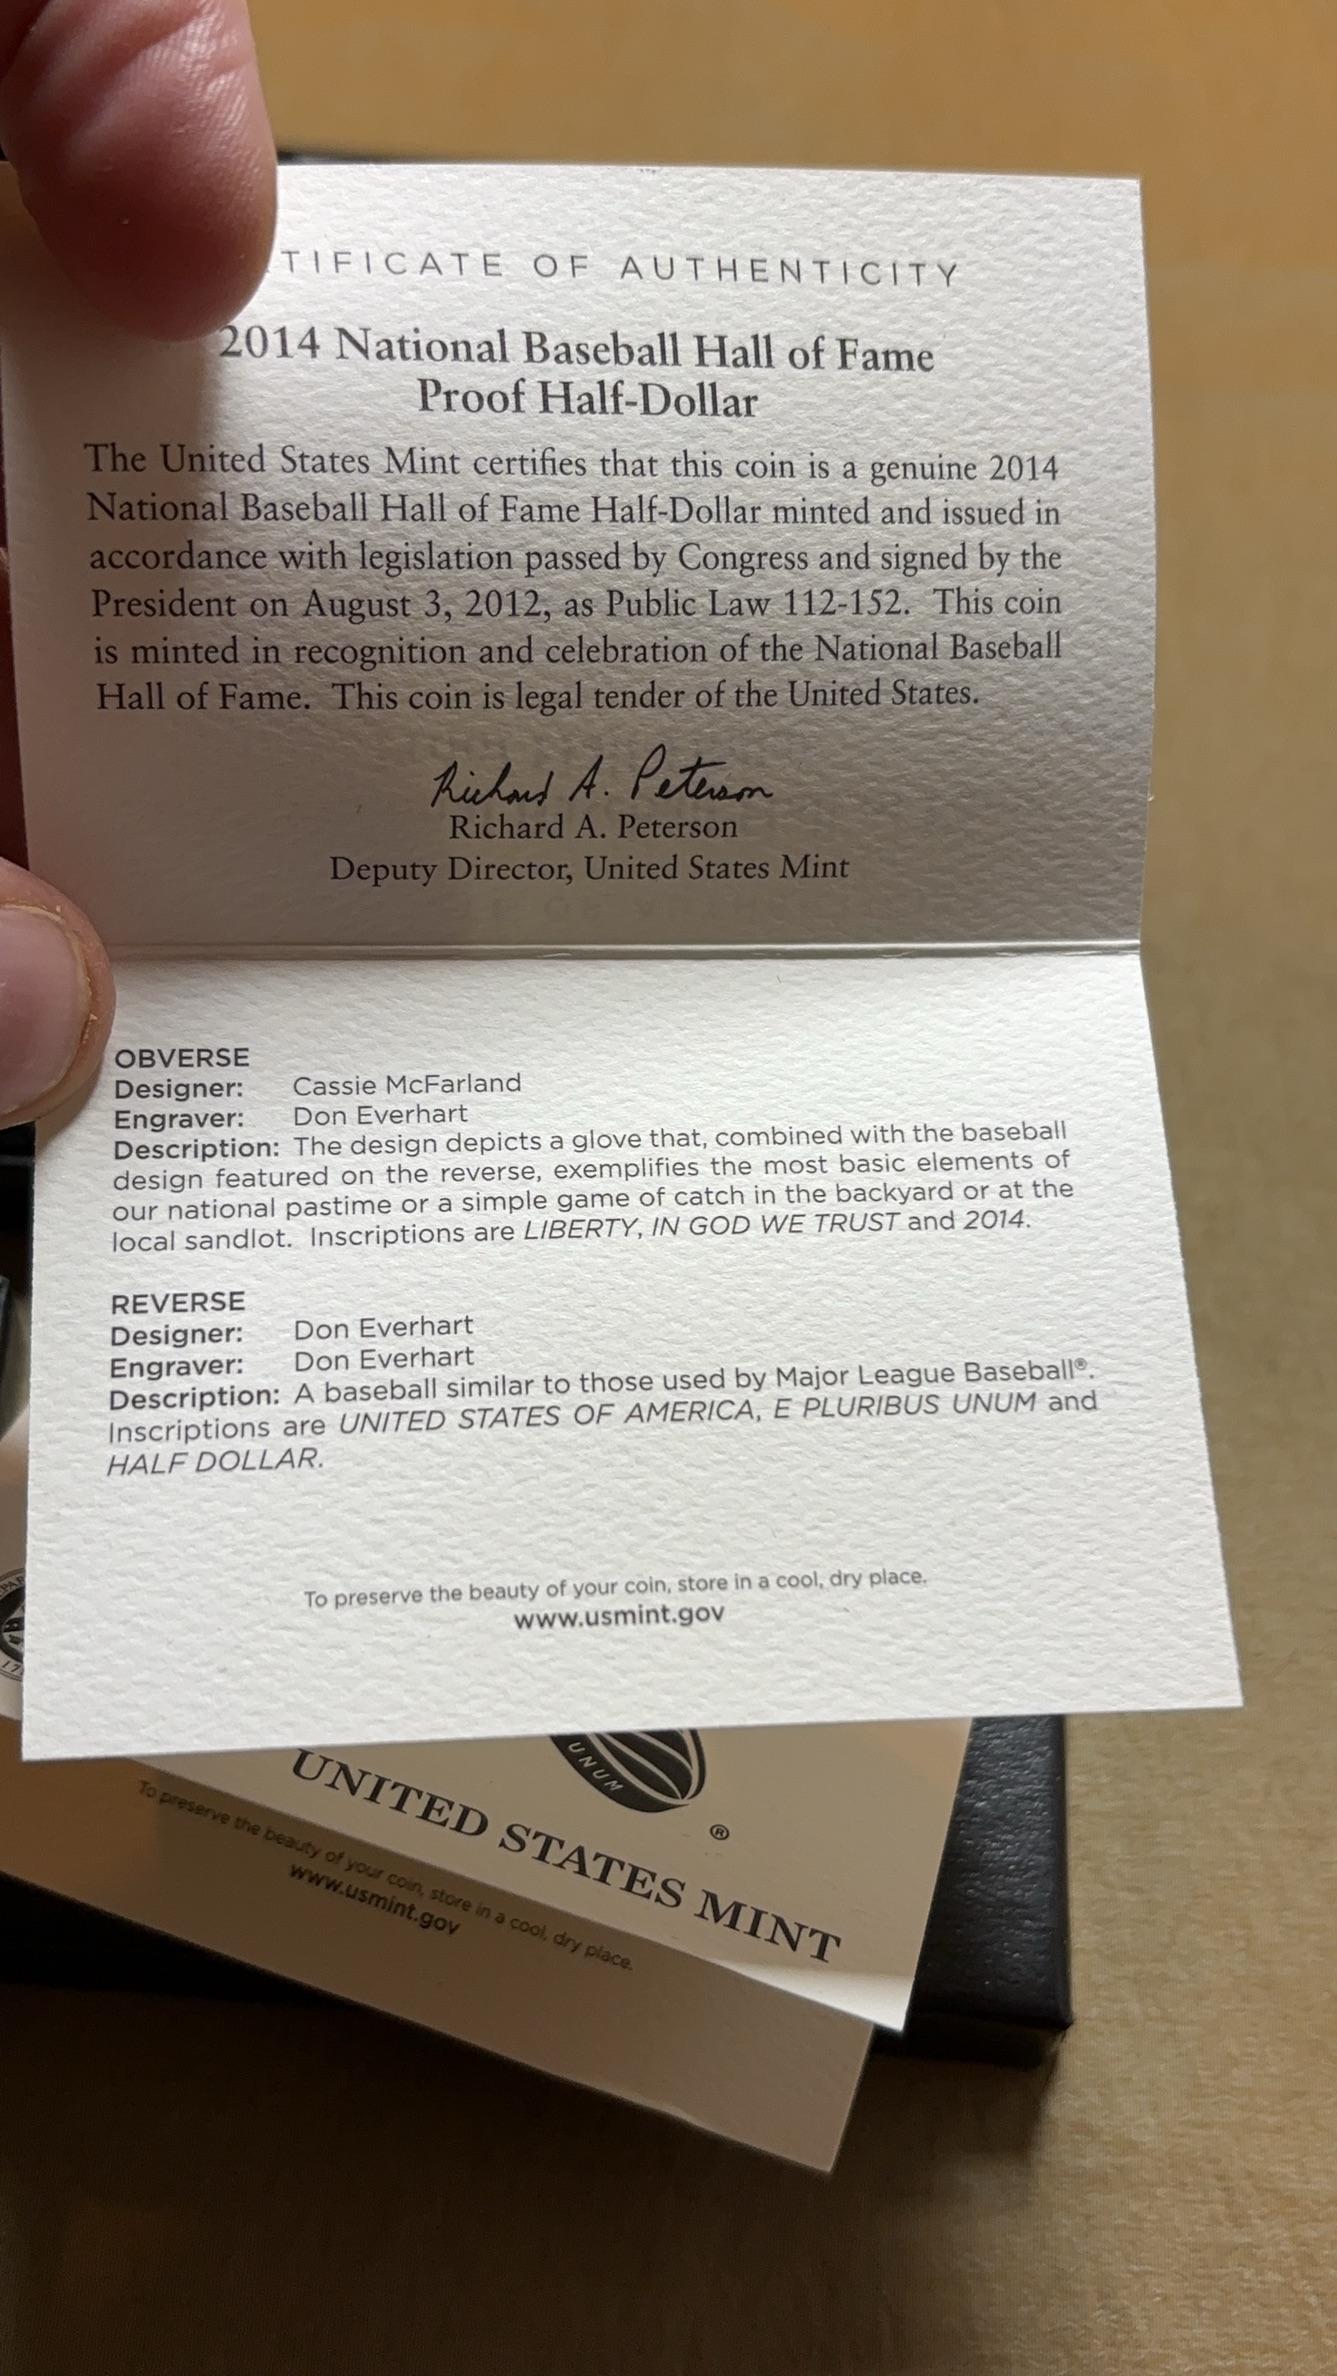 TIFICATE OF AUTHENTICITY
2014 National Baseball Hall of Fame
Proof Half-Dollar
The United States Mint certifies that this coin is a genuine 2014
National Baseball Hall of Fame Half-Dollar minted and issued in
accordance with legislation passed by Congress and signed by the
President on August 3, 2012, as Public Law 112-152. This coin
is minted in recognition and celebration of the National Baseball
Hall of Fame. This coin is legal tender of the United States.
Richard A. Peterson
Richard A. Peterson
Deputy Director, United States Mint
OBVERSE
Designer: Cassie McFarland
Engraver: Don Everhart
Description: The design depicts a glove that, combined with the baseball
design featured on the reverse, exemplifies the most basic elements of
our national pastime or a simple game of catch in the backyard or at the
local sandlot. Inscriptions are LIBERTY, IN GOD WE TRUST and 2014.
REVERSE
Designer: Don Everhart
Engraver: Don Everhart
Description: A baseball similar to those used by Major League Baseball®.
Inscriptions are UNITED STATES OF AMERICA, E PLURIBUS UNUM and
HALF DOLLAR.
To preserve the beauty of your coin, store in a cool, dry place.
www.usmint.gov
UNUM
®
UNITED STATES MINT
To preserve the beauty of your coin, store in a cool, dry place.
www.usmint.gov